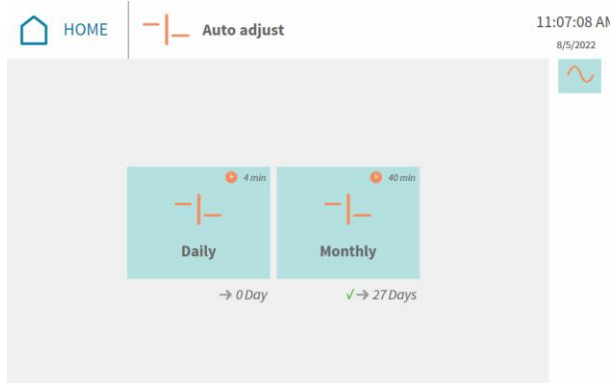 HOME
Auto adjust
11:07:08 AM
8/5/2022
4 min
40 min
Daily
Monthly
→ 0 Day
√→ 27 Days